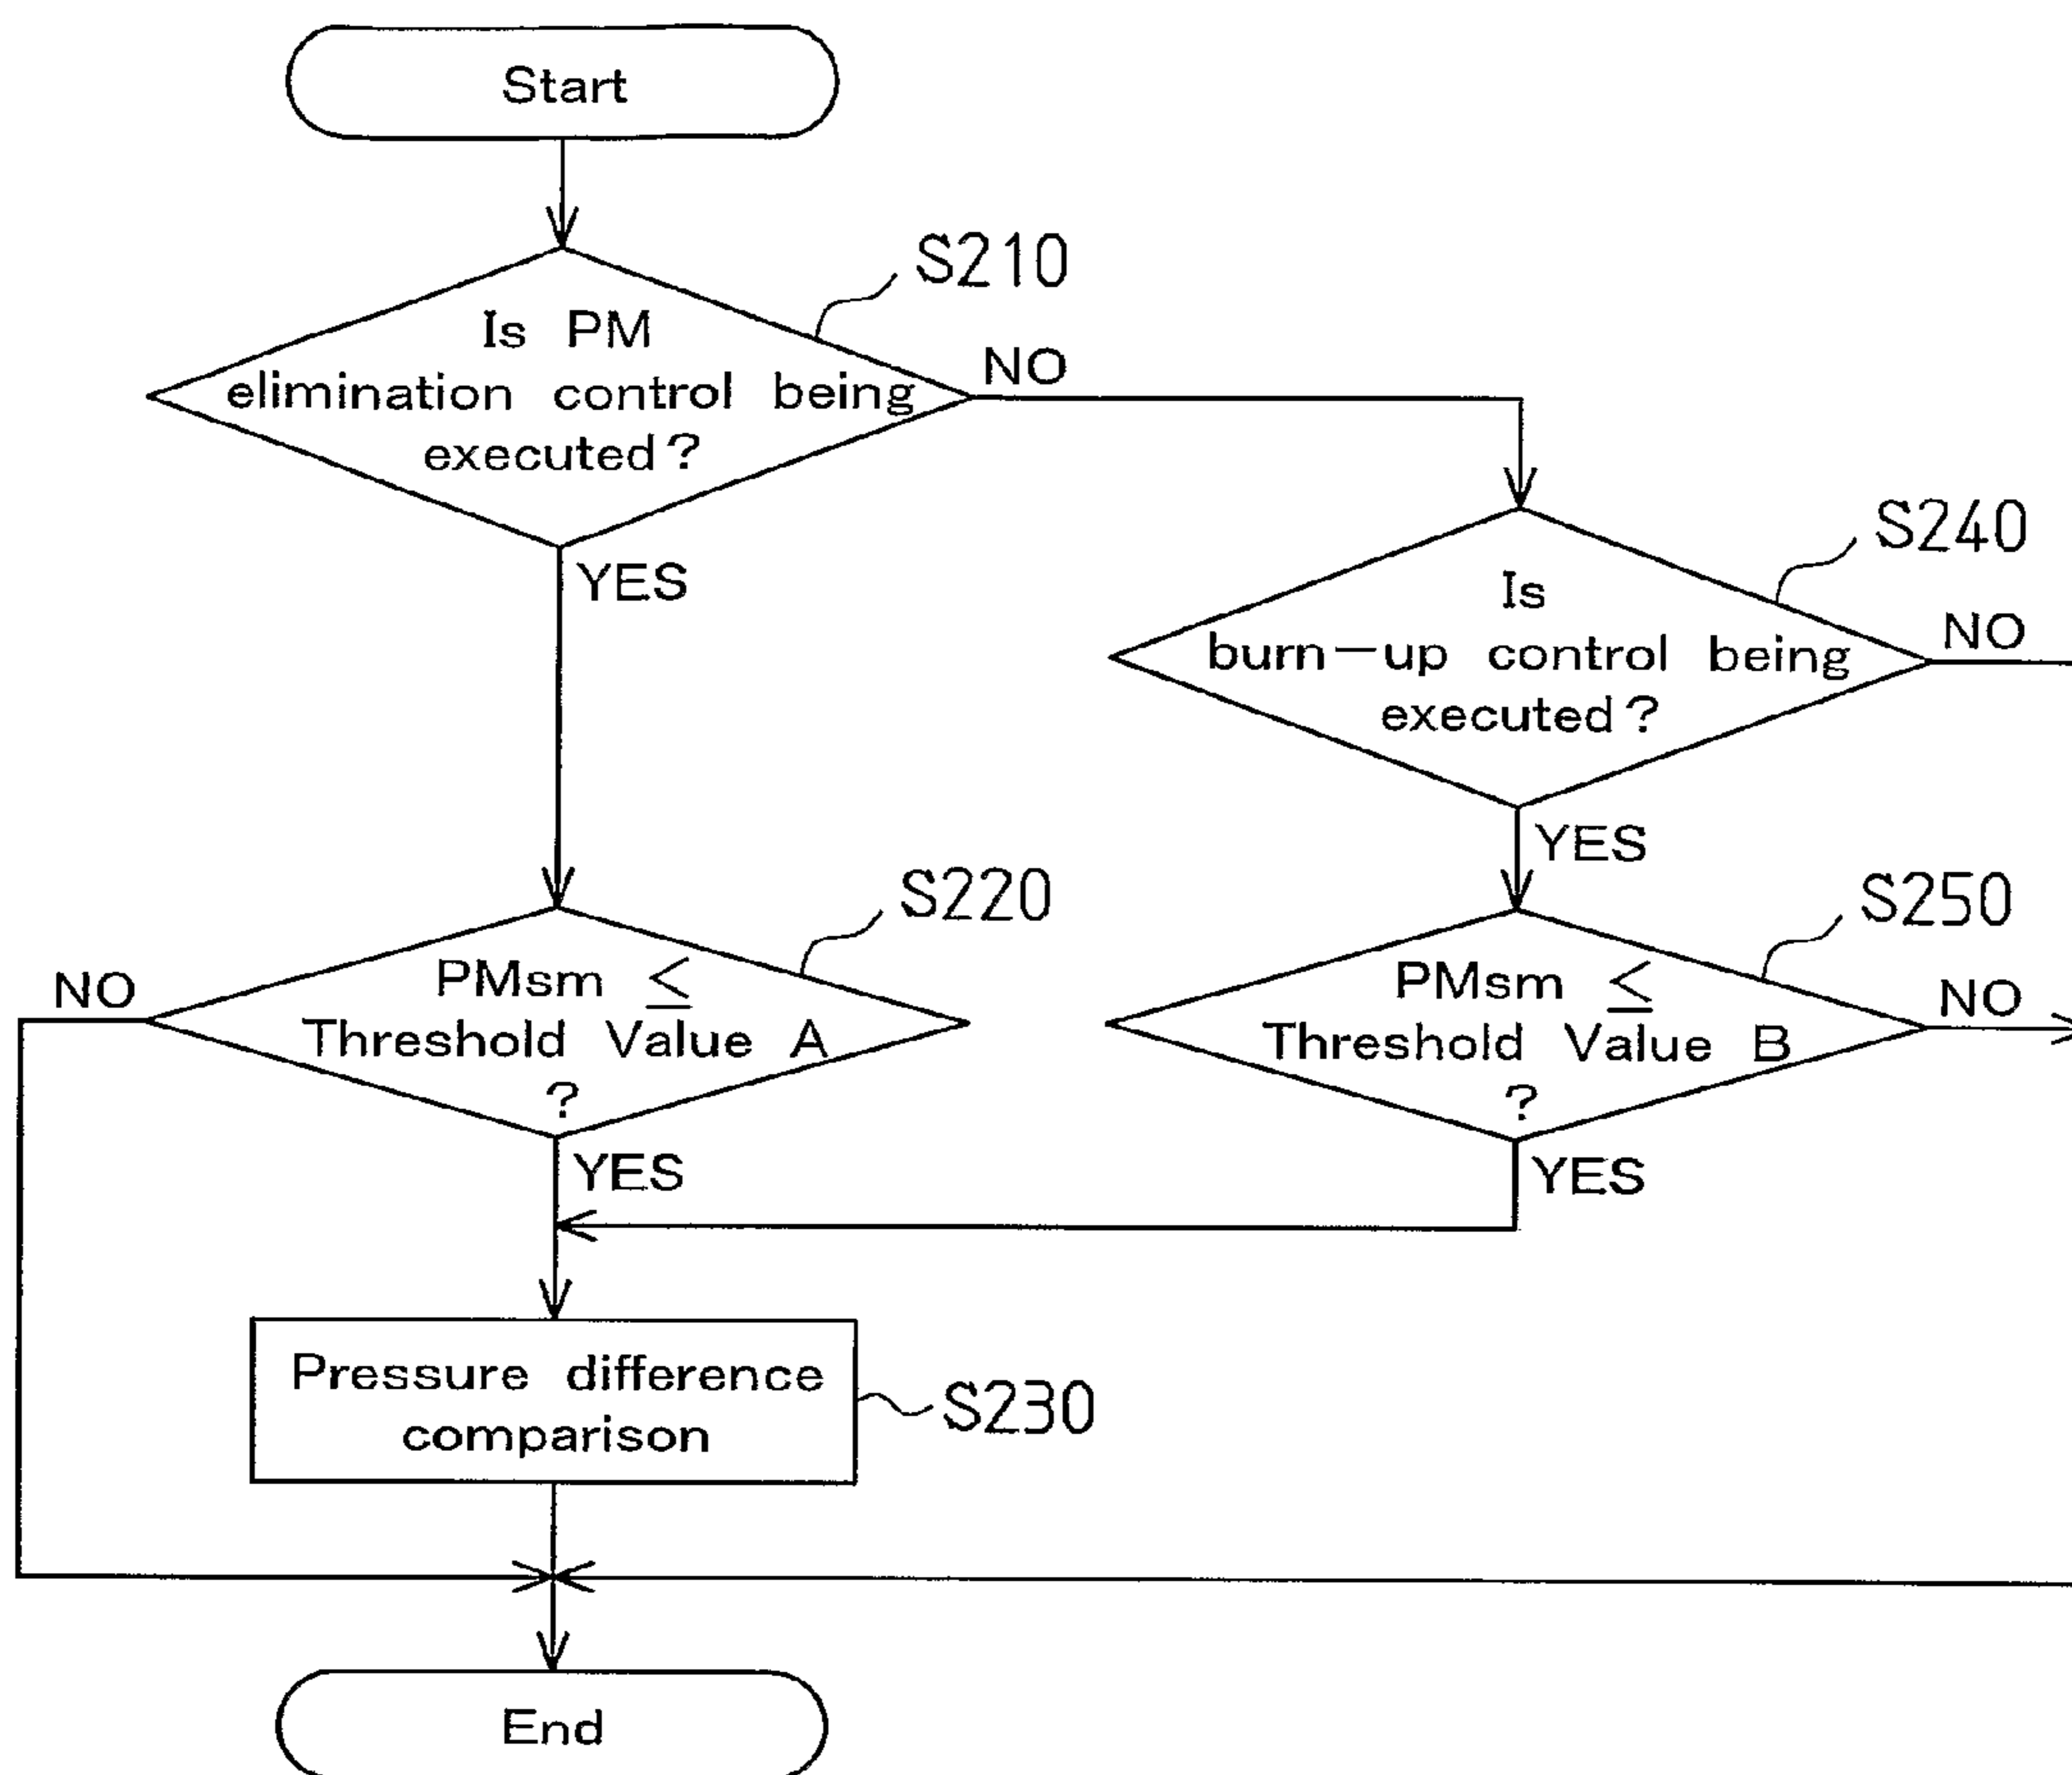 Start
S210
Is PM
elimination control being
executed?
NO
YES
S240
Is
burn-up control being
executed?
NO
YES
S220
PMsm ≤
Threshold Value A
?
NO
YES
S250
PMsm ≤
Threshold Value B
?
NO
YES
Pressure difference
comparison
S230
End